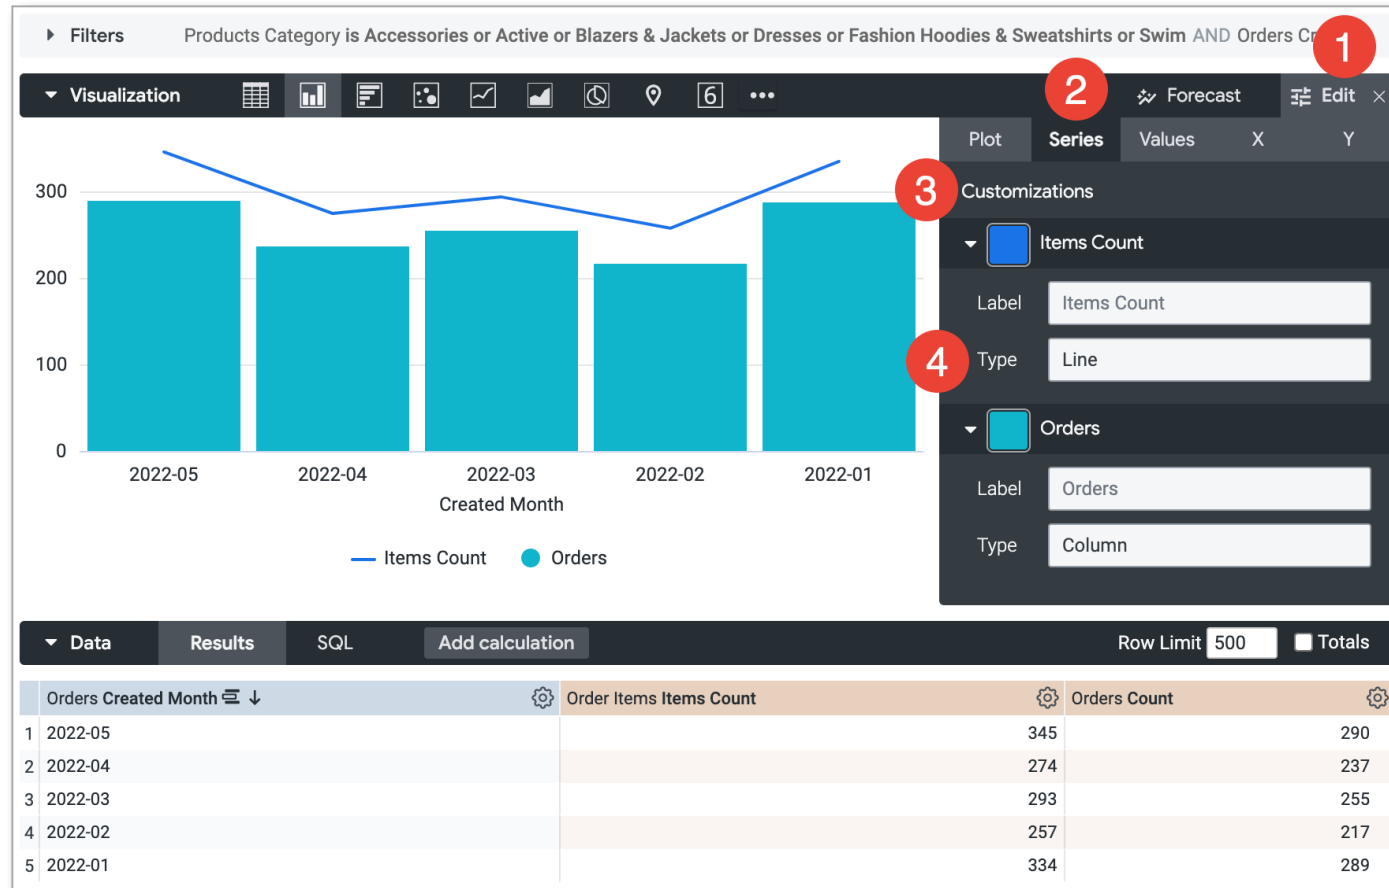 Filters Products Category is Accessories or Active or Blazers & Jackets or Dresses or Fashion Hoodies & Sweatshirts or Swim AND Orders Cr
1
Visualization 6 ••• 2 Forecast Edit
Plot Series Values X Y
3 Customizations
Items Count
Label Items Count
4 Type Line
Orders
Label Orders
Type Column
300
200
100
0
2022-05 2022-04 2022-03 2022-02 2022-01
Created Month
Items Count Orders
Data Results SQL Add calculation Row Limit 500 Totals
Orders Created Month Order Items Items Count Orders Count
1 2022-05 345 290
2 2022-04 274 237
3 2022-03 293 255
4 2022-02 257 217
5 2022-01 334 289